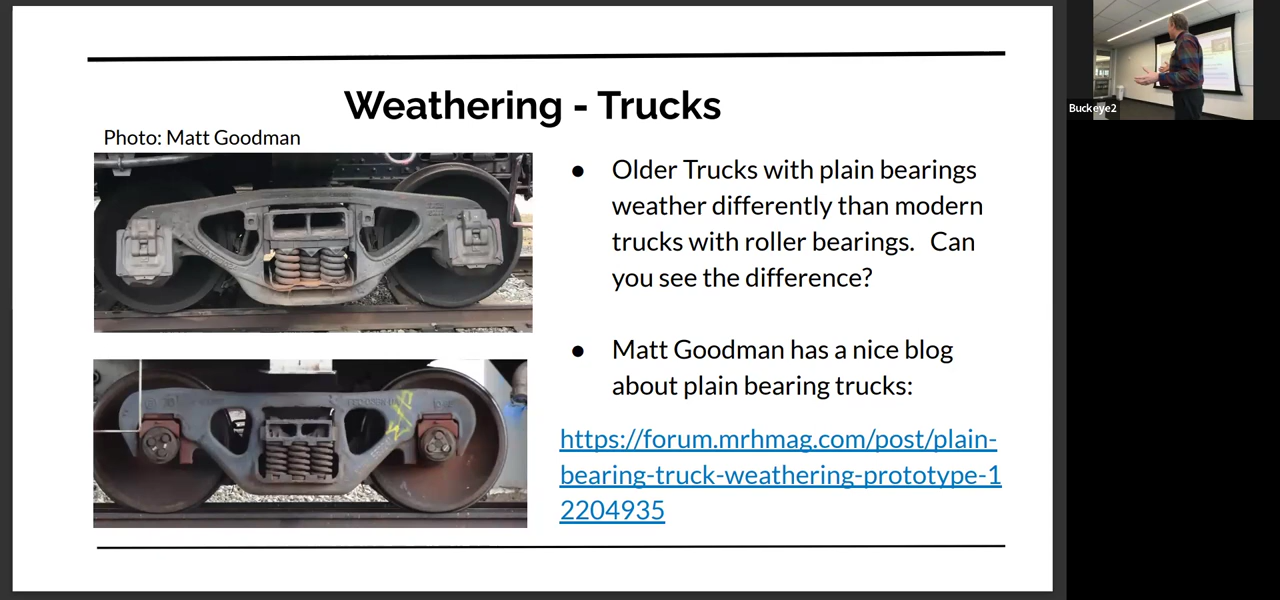 Weathering - Trucks
Photo: Matt Goodman
● Older Trucks with plain bearings
weather differently than modern
trucks with roller bearings.   Can
you see the difference?
● Matt Goodman has a nice blog
about plain bearing trucks:
https://forum.mrhmag.com/post/plain-
bearing-truck-weathering-prototype-1
2204935
Buckeye2